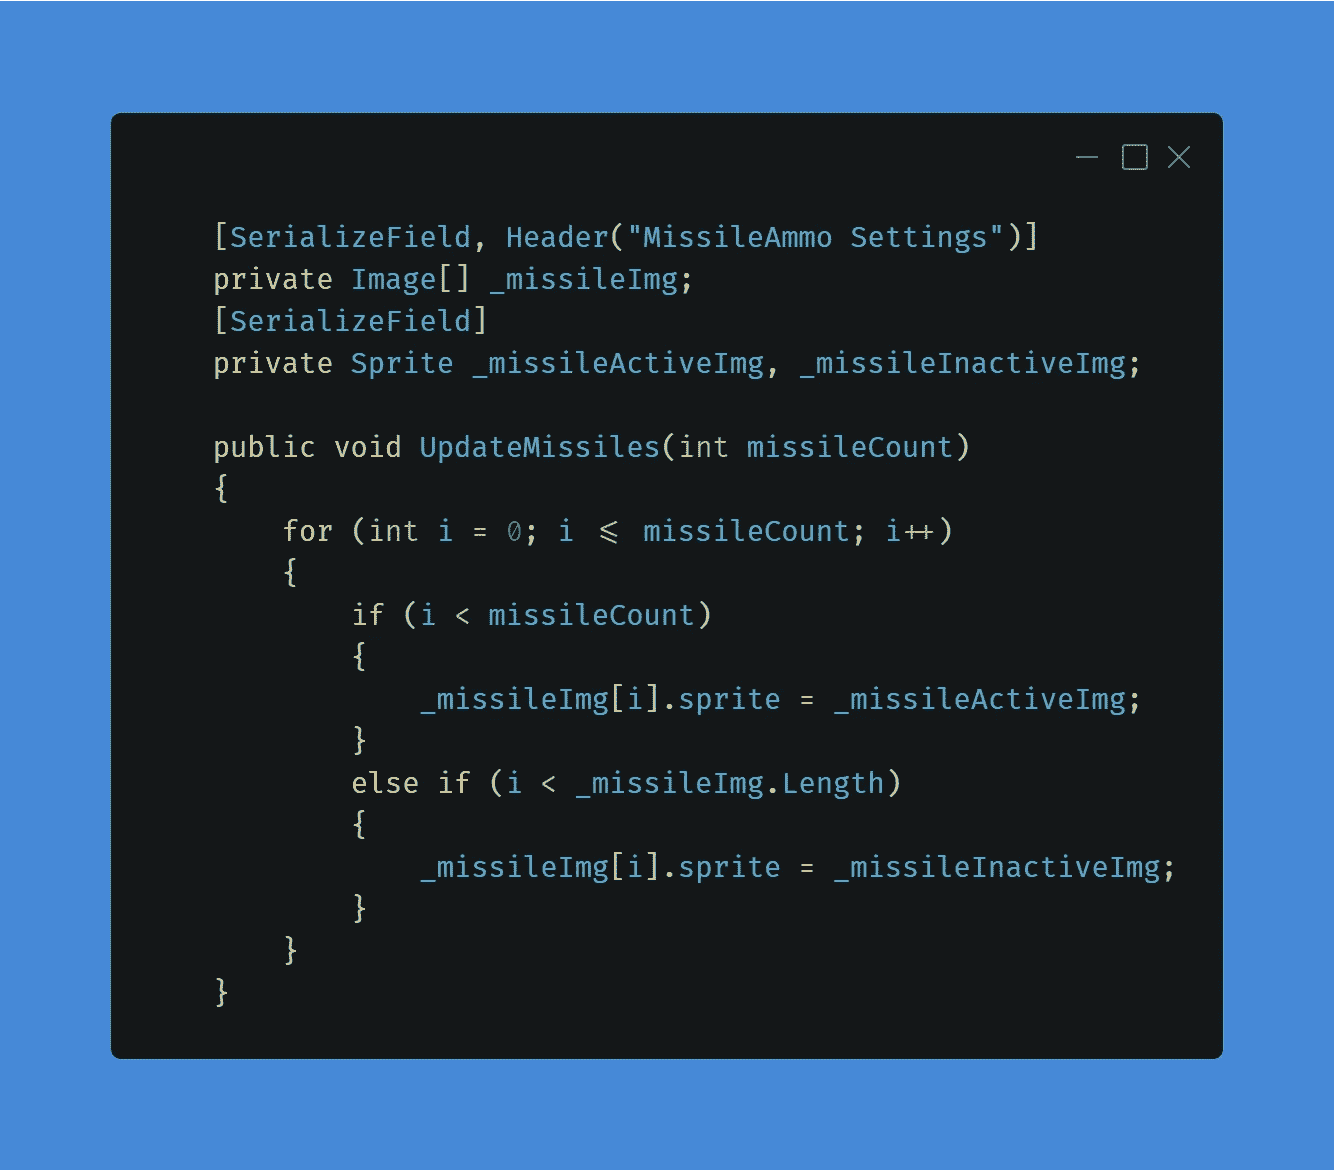 [SerializeField, Header("MissileAmmo Settings")]
private Image[] _missileImg;
[SerializeField]
private Sprite _missileActiveImg, _missileInactiveImg;

public void UpdateMissiles(int missileCount)
{
    for (int i = 0; i <= missileCount; i++)
    {
        if (i < missileCount)
        {
            _missileImg[i].sprite = _missileActiveImg;
        }
        else if (i < _missileImg.Length)
        {
            _missileImg[i].sprite = _missileInactiveImg;
        }
    }
}